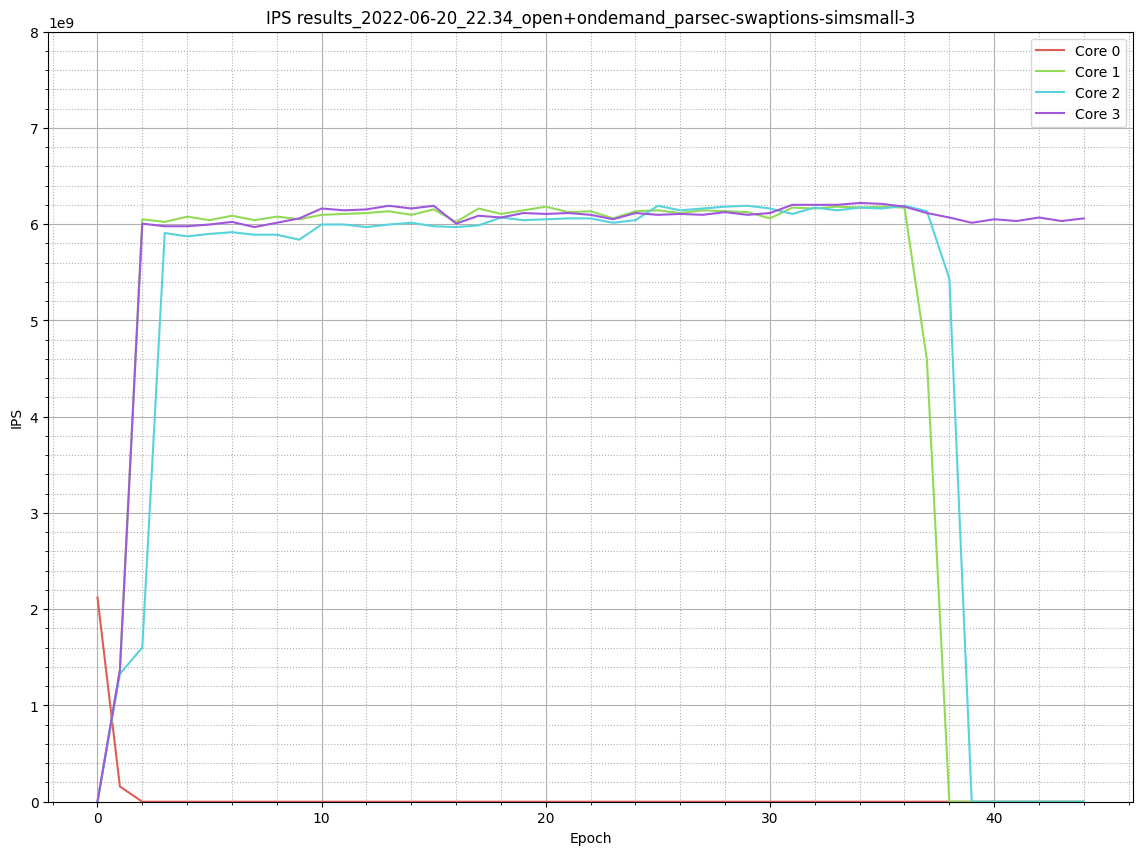 IPS results_2022-06-20_22.34_open+ondemand_parsec-swaptions-simsmall-3
1e9
8
7
6
5
4
3
2
1
0
IPS
0 10 20 30 40
Epoch
Core 0
Core 1
Core 2
Core 3